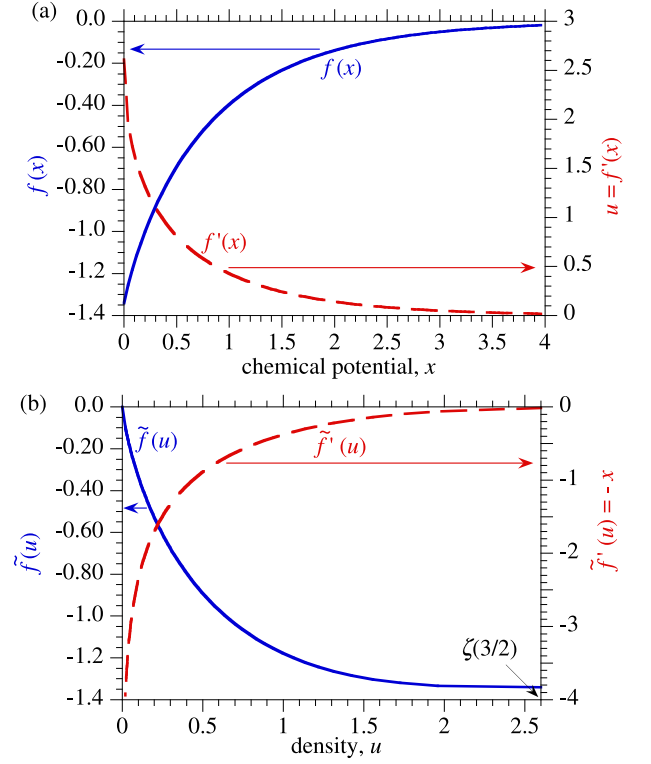 (a)
0.0
-0.20
-0.40
-0.60
-0.80
-1.0
-1.2
-1.4
f(x)
f(x)
f'(x)
3
2.5
2
1.5
1
0.5
0
u = f'(x)
0 0.5 1 1.5 2 2.5 3 3.5 4
chemical potential, x
(b)
0.0
-0.20
-0.40
-0.60
-0.80
-1.0
-1.2
-1.4
f̃(u)
f̃(u)
f̃'(u)
ζ(3/2)
0
-1
-2
-3
-4
f̃'(u) = - x
0 0.5 1 1.5 2 2.5
density, u